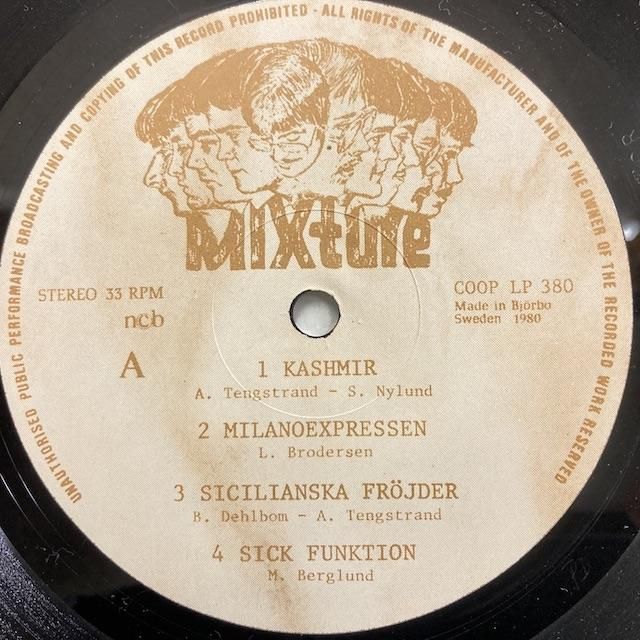 UNAUTHORISED PUBLIC PERFORMANCE BROADCASTING AND COPYING OF THIS RECORD PROHIBITED · ALL RIGHTS OF THE MANUFACTURER AND OF THE OWNER OF THE RECORDED WORK RESERVED
MIXture
STEREO 33 RPM
ncb
COOP LP 380
Made in Björbo
Sweden 1980
A
1 KASHMIR
A. Tengstrand - S. Nylund
2 MILANOEXPRESSEN
L. Brodersen
3 SICILIANSKA FRÖJDER
B. Dehlbom - A. Tengstrand
4 SICK FUNKTION
M. Berglund